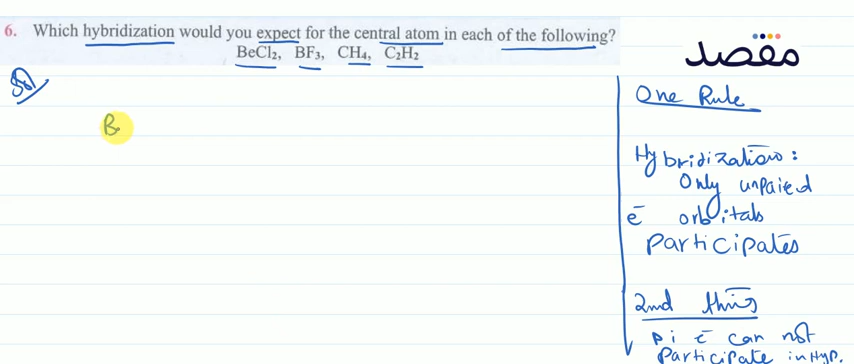 6. Which hybridization would you expect for the central atom in each of the following?
BeCl₂, BF₃, CH₄, C₂H₂
مقصد
Sol
B
One Rule
Hybridization :
Only unpaired
e⁻ orbitals
participates
2nd thing
pi e⁻ can not
participate in Hyp.